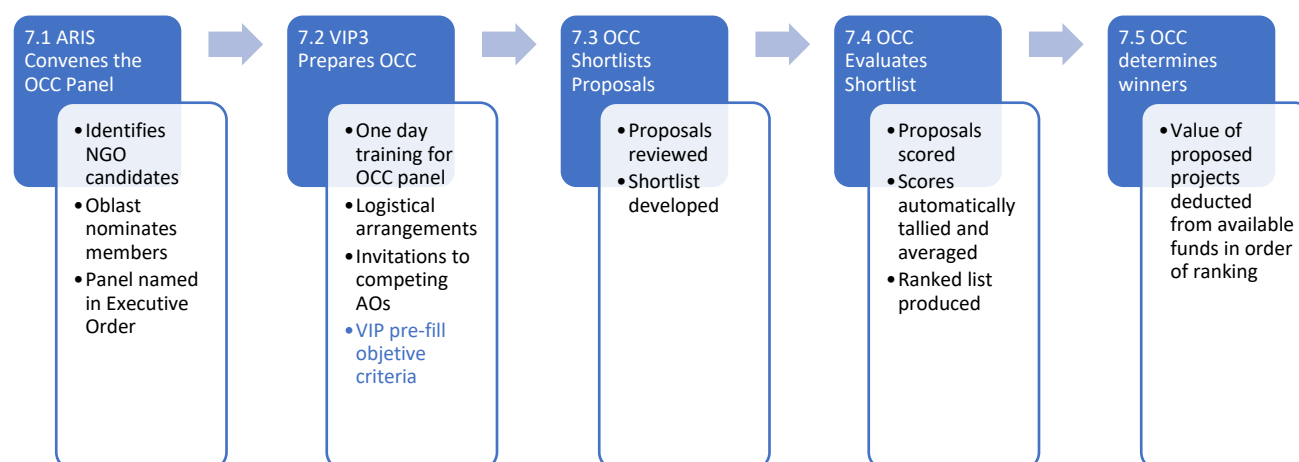 7.1 ARIS
Convenes the
OCC Panel
•Identifies
NGO
candidates
•Oblast
nominates
members
•Panel named
in Executive
Order
7.2 VIP3
Prepares OCC
•One day
training for
OCC panel
•Logistical
arrangements
•Invitations to
competing
AOs
•VIP pre-fill
objetive
criteria
7.3 OCC
Shortlists
Proposals
•Proposals
reviewed
•Shortlist
developed
7.4 OCC
Evaluates
Shortlist
•Proposals
scored
•Scores
automatically
tallied and
averaged
•Ranked list
produced
7.5 OCC
determines
winners
•Value of
proposed
projects
deducted
from available
funds in order
of ranking